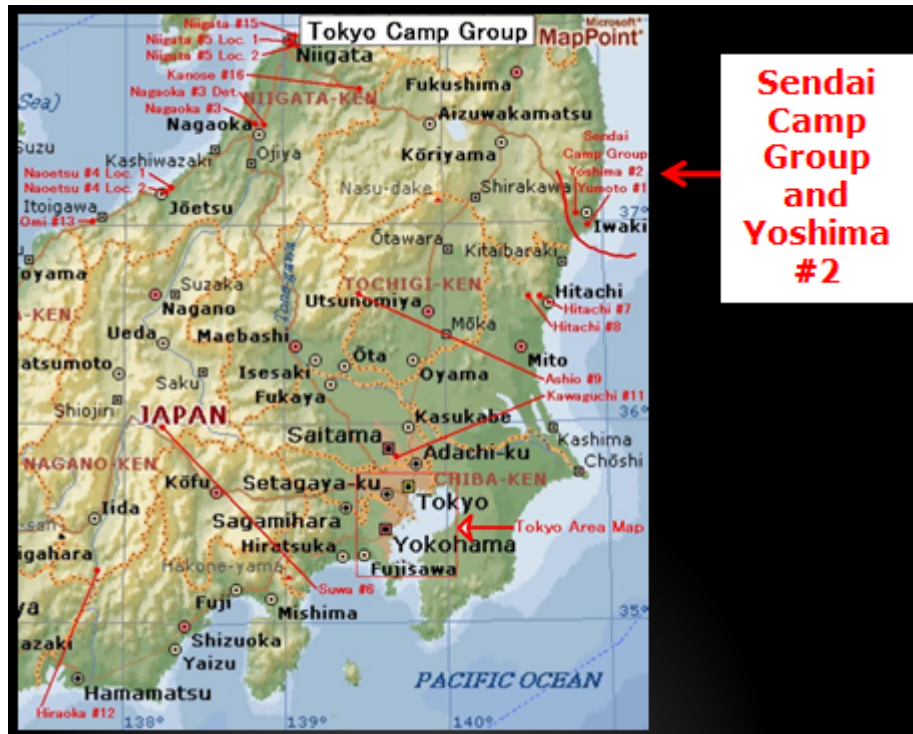 Niigata #15
Tokyo Camp Group
Microsoft
MapPoint
Niigata #5 Loc. 1
Niigata #5 Loc. 2
Niigata
Kanose #16
Fukushima
Nagaoka #3 Det.
NIIGATA-KEN
Sea)
Nagaoka #3
Aizuwakamatsu
Nagaoka
Sendai
Camp Group
Suzu
Kashiwazaki
Ojiya
Kōriyama
Yoshima #2
Naoetsu #4 Loc. 1
Nasu-dake
Shirakawa
Yumoto #1
Naoetsu #4 Loc. 2
Itoigawa
Jōetsu
37°
Omi #13
Iwaki
Ōtawara
Kitaibaraki
oyama
TOCHIGI-KEN
Suzaka
Utsunomiya
Hitachi
Nagano
Hitachi #7
A-KEN
Ueda
Maebashi
Mōka
Hitachi #8
atsumoto
Isesaki
Ōta
Oyama
Mito
Saku
Fukaya
Ashio #9
Kawaguchi #11
Shiojiri
JAPAN
Kasukabe
36°
Saitama
Kashima
NAGANO-KEN
Adachi-ku
Chōshi
Kōfu
Setagaya-ku
CHIBA-KEN
Iida
Tokyo
-san
Sagamihara
Tokyo Area Map
igahara
Hiratsuka
Yokohama
Hakone-yama
Fujisawa
Suwa #6
Fuji
Mishima
ya
35°
Shizuoka
azaki
Yaizu
Hamamatsu
PACIFIC OCEAN
Hiraoka #12
138°
139°
140°
Sendai
Camp
Group
and
Yoshima
#2